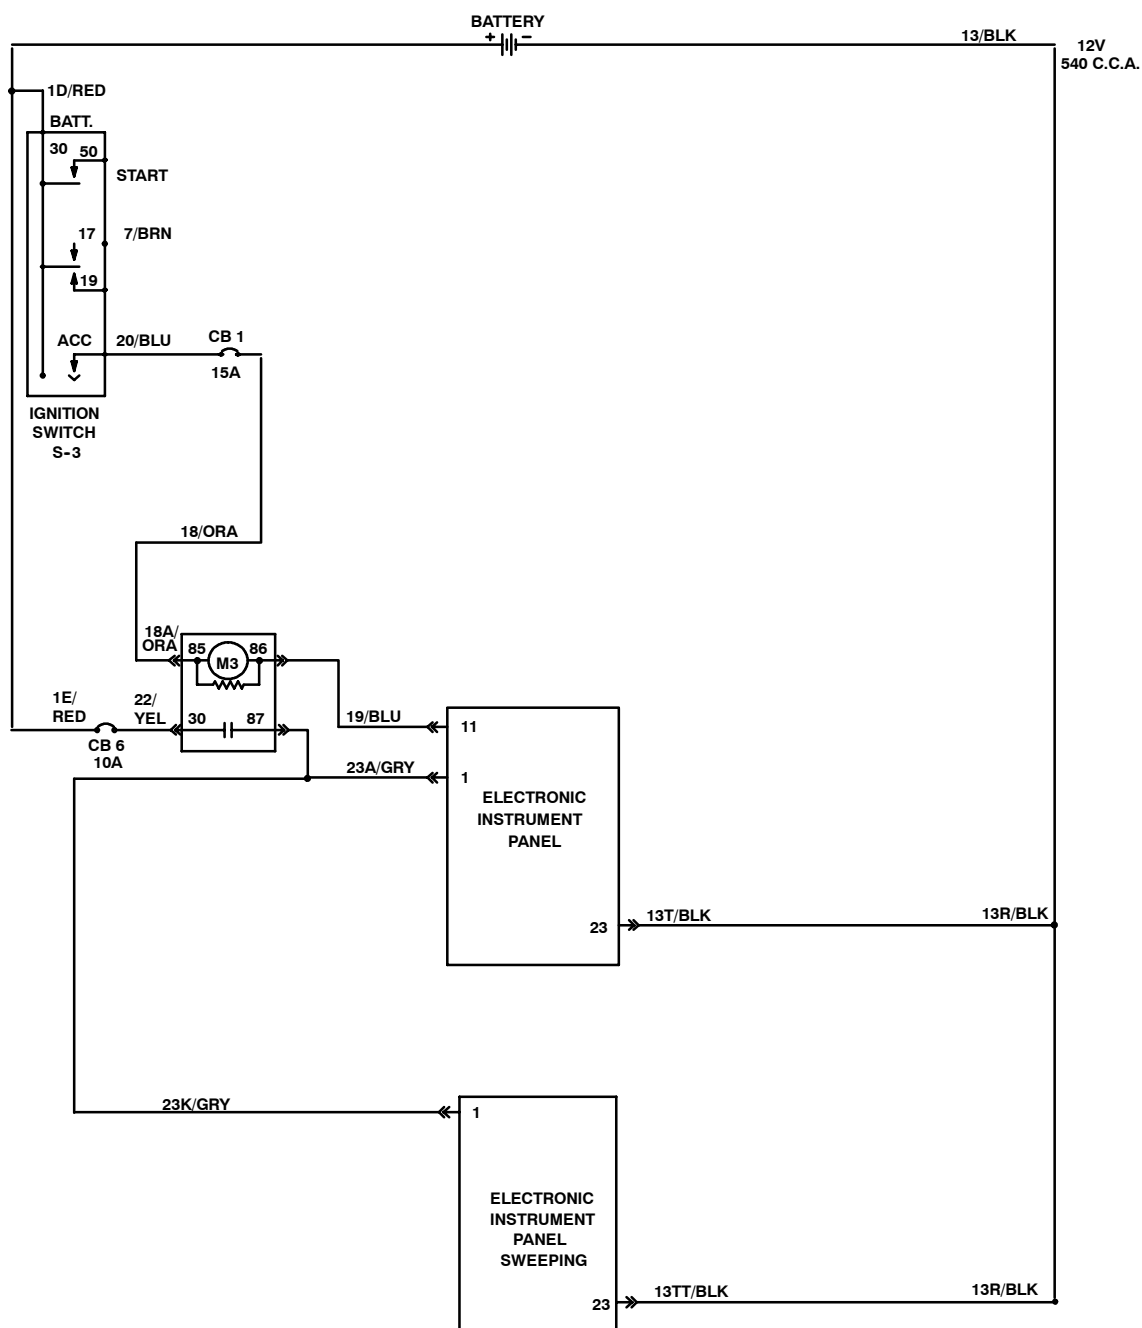 BATTERY
+ −
13/BLK
12V
540 C.C.A.
1D/RED
BATT.
30 50
START
17 7/BRN
19
ACC 20/BLU CB 1
15A
IGNITION
SWITCH
S-3
18/ORA
18A/
ORA
85 M3 86
1E/
RED
22/
YEL
30 87
CB 6
10A
19/BLU 11
23A/GRY 1
ELECTRONIC
INSTRUMENT
PANEL
23 13T/BLK 13R/BLK
23K/GRY 1
ELECTRONIC
INSTRUMENT
PANEL
SWEEPING
23 13TT/BLK 13R/BLK